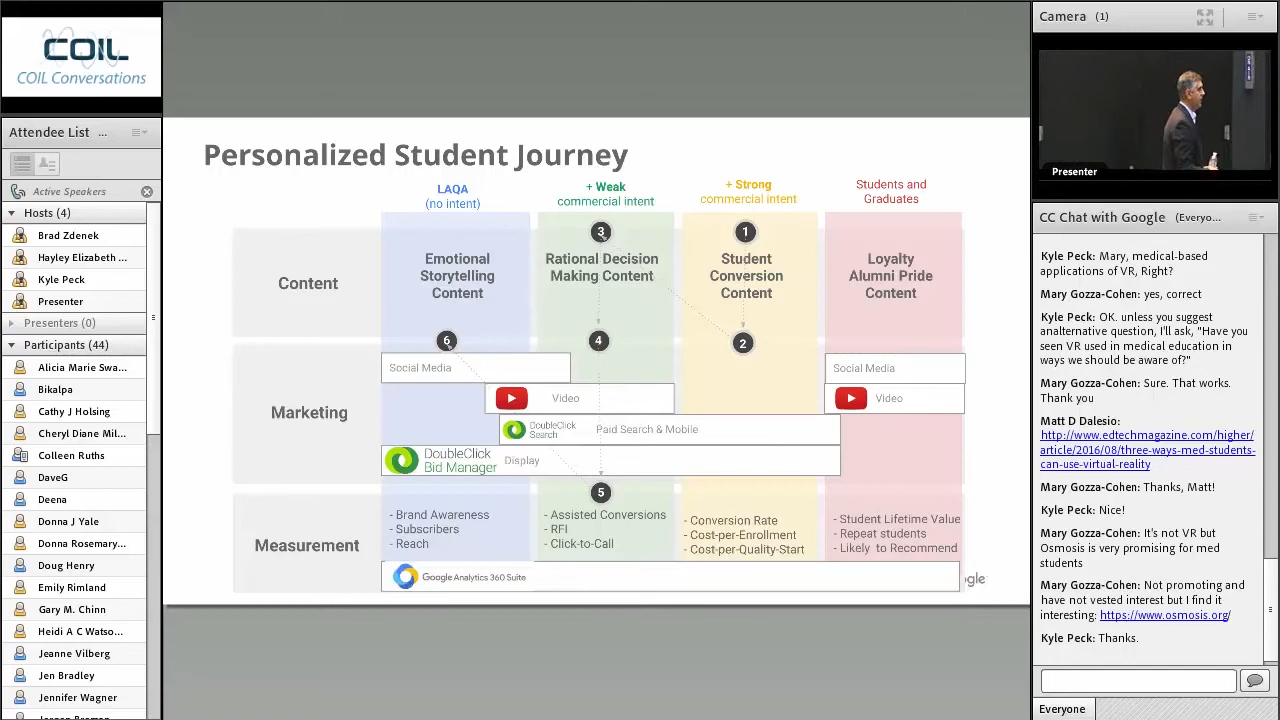 COIL
COIL Conversations
Attendee List ...
Active Speakers
Hosts (4)
Brad Zdenek
Hayley Elizabeth ...
Kyle Peck
Presenter
Presenters (0)
Participants (44)
Alicia Marie Swa...
Bikalpa
Cathy J Holsing
Cheryl Diane Mil...
Colleen Ruths
DaveG
Deena
Donna J Yale
Donna Rosemary...
Doug Henry
Emily Rimland
Gary M. Chinn
Heidi A C Watso...
Jeanne Vilberg
Jen Bradley
Jennifer Wagner
Personalized Student Journey
LAQA
(no intent)
+ Weak
commercial intent
+ Strong
commercial intent
Students and
Graduates
Content
Emotional
Storytelling
Content
3
Rational Decision
Making Content
1
Student
Conversion
Content
Loyalty
Alumni Pride
Content
6
4
2
Marketing
Social Media
Social Media
Video
Video
DoubleClick
Search
Paid Search & Mobile
DoubleClick
Bid Manager
Display
5
Measurement
- Brand Awareness
- Subscribers
- Reach
- Assisted Conversions
- RFI
- Click-to-Call
- Conversion Rate
- Cost-per-Enrollment
- Cost-per-Quality-Start
- Student Lifetime Value
- Repeat students
- Likely to Recommend
Google Analytics 360 Suite
gle
Camera (1)
Presenter
CC Chat with Google (Everyo...
Kyle Peck: Mary, medical-based
applications of VR, Right?
Mary Gozza-Cohen: yes, correct
Kyle Peck: OK. unless you suggest
analternative question, I'll ask, "Have you
seen VR used in medical education in
ways we should be aware of?"
Mary Gozza-Cohen: Sure. That works.
Thank you
Matt D Dalesio:
http://www.edtechmagazine.com/higher/
article/2016/08/three-ways-med-students-
can-use-virtual-reality
Mary Gozza-Cohen: Thanks, Matt!
Kyle Peck: Nice!
Mary Gozza-Cohen: It's not VR but
Osmosis is very promising for med
students
Mary Gozza-Cohen: Not promoting and
have not vested interest but I find it
interesting: https://www.osmosis.org/
Kyle Peck: Thanks.
Everyone